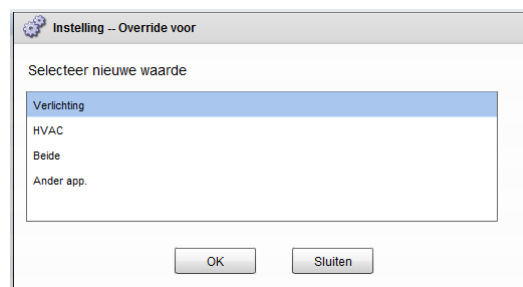 Instelling -- Override voor
Selecteer nieuwe waarde
Verlichting
HVAC
Beide
Ander app.
OK Sluiten